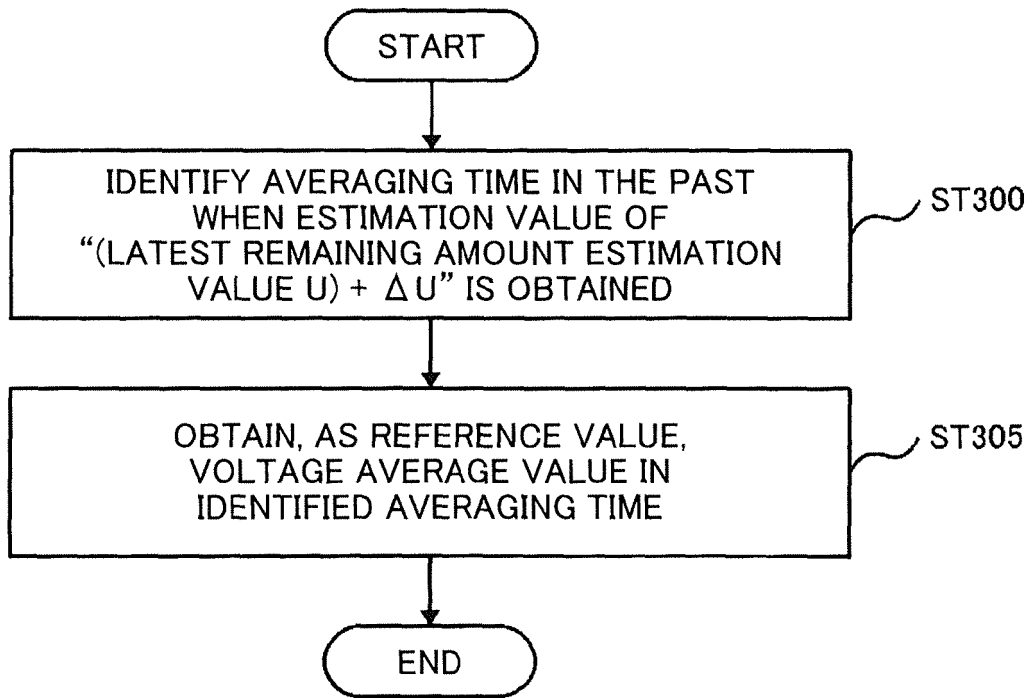 START
IDENTIFY AVERAGING TIME IN THE PAST
WHEN ESTIMATION VALUE OF
“(LATEST REMAINING AMOUNT ESTIMATION
VALUE U) + ΔU” IS OBTAINED
ST300
OBTAIN, AS REFERENCE VALUE,
VOLTAGE AVERAGE VALUE IN
IDENTIFIED AVERAGING TIME
ST305
END